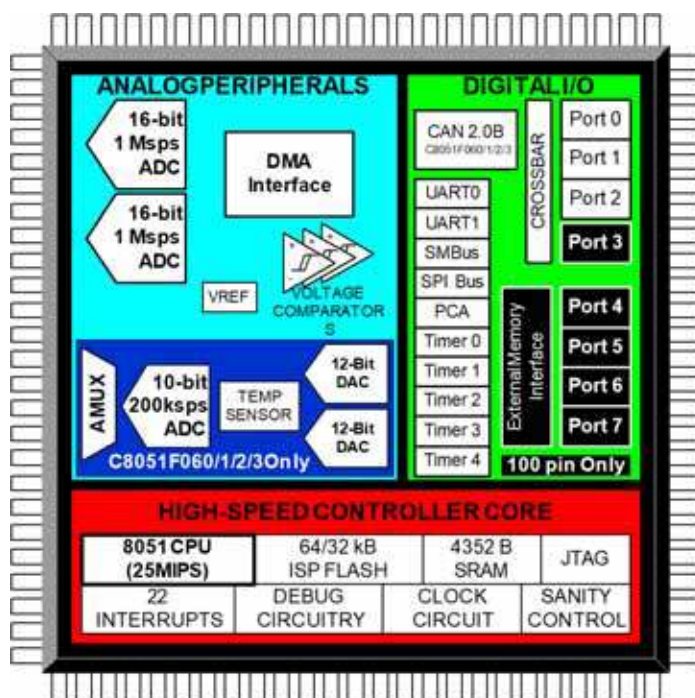 ANALOGPERIPHERALS
16-bit
1 Msps
ADC
16-bit
1 Msps
ADC
DMA
Interface
VREF
VOLTAGE
COMPARATOR
S
AMUX
10-bit
200ksps
ADC
TEMP
SENSOR
12-Bit
DAC
12-Bit
DAC
C8051F060/1/2/3Only
DIGITALI/O
CAN 2.0B
C8051F060/1/2/3
UART0
UART1
SMBus
SPI Bus
PCA
Timer 0
Timer 1
Timer 2
Timer 3
Timer 4
CROSSBAR
External Memory
Interface
Port 0
Port 1
Port 2
Port 3
Port 4
Port 5
Port 6
Port 7
100 pin Only
HIGH-SPEED CONTROLLER CORE
8051 CPU
(25MIPS)
64/32 kB
ISP FLASH
4352 B
SRAM
JTAG
22
INTERRUPTS
DEBUG
CIRCUITRY
CLOCK
CIRCUIT
SANITY
CONTROL